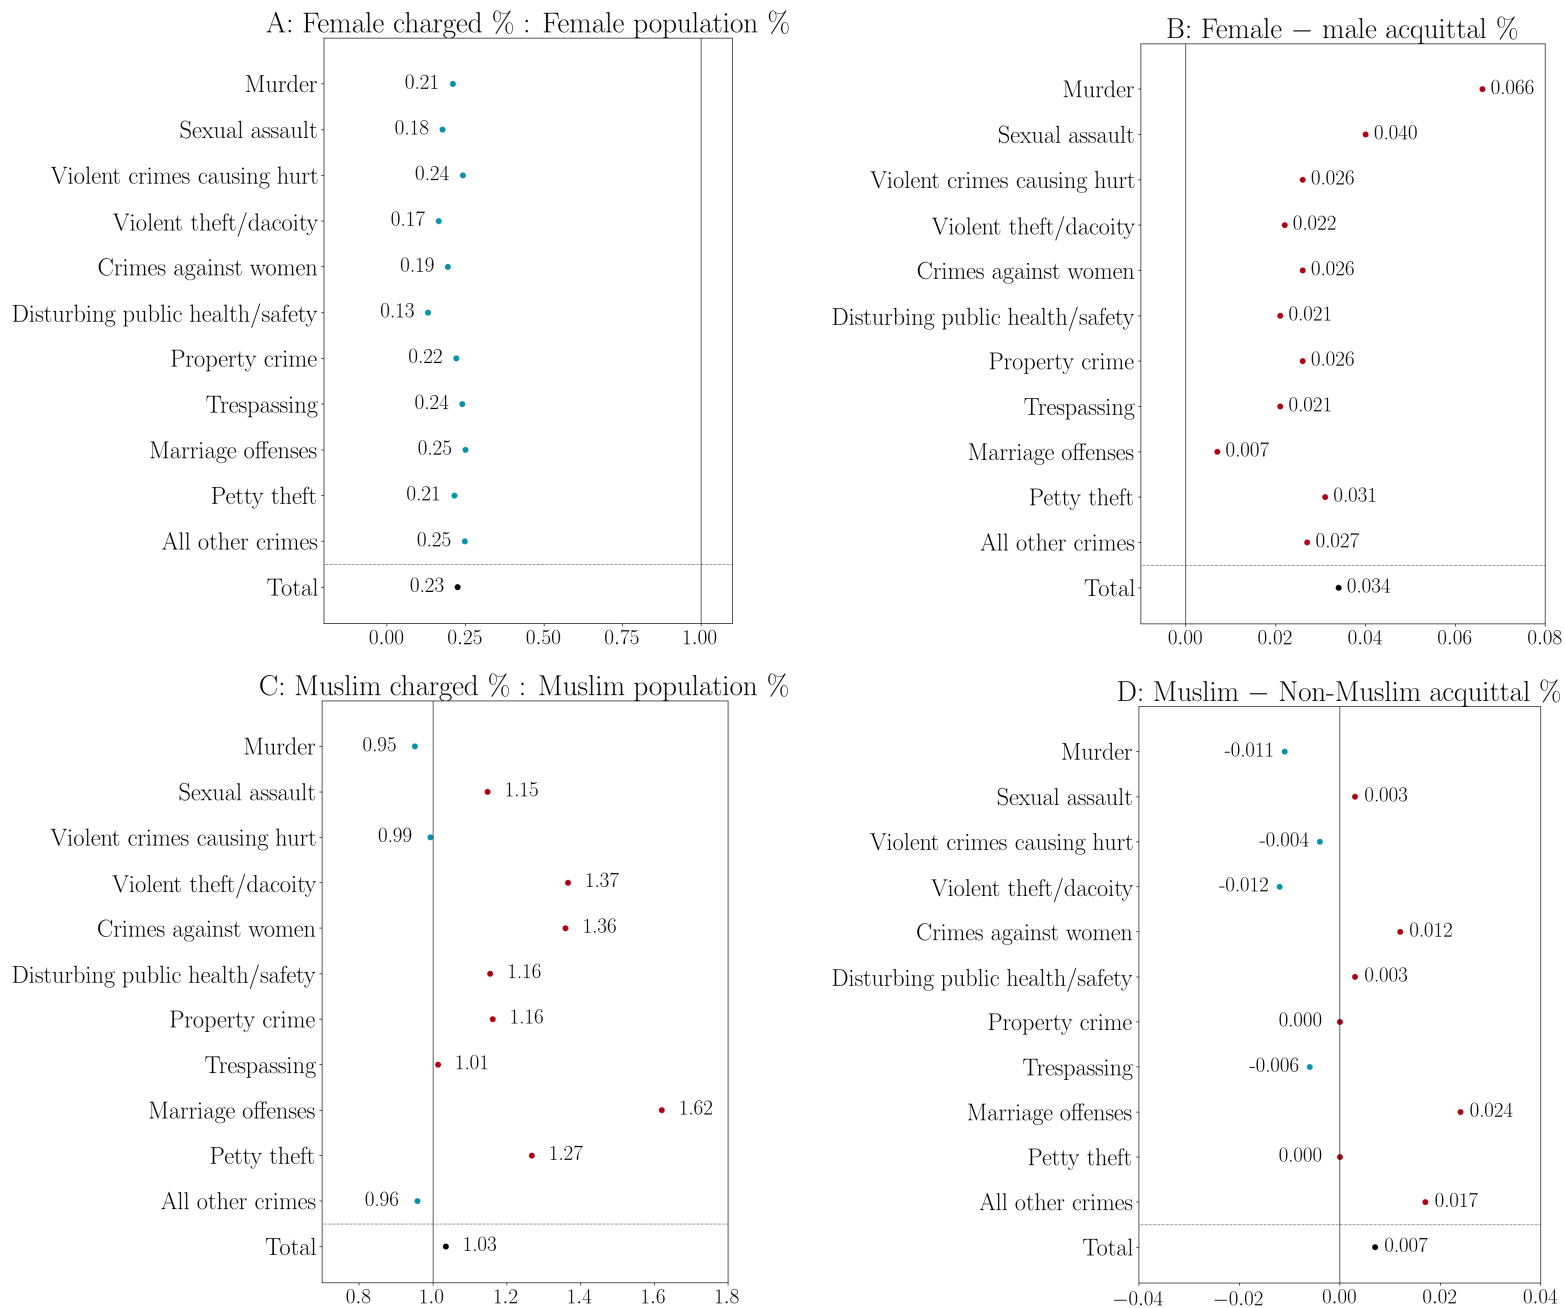 A: Female charged % : Female population %
Murder 0.21
Sexual assault 0.18
Violent crimes causing hurt 0.24
Violent theft/dacoity 0.17
Crimes against women 0.19
Disturbing public health/safety 0.13
Property crime 0.22
Trespassing 0.24
Marriage offenses 0.25
Petty theft 0.21
All other crimes 0.25
Total 0.23
0.00 0.25 0.50 0.75 1.00
B: Female − male acquittal %
Murder 0.066
Sexual assault 0.040
Violent crimes causing hurt 0.026
Violent theft/dacoity 0.022
Crimes against women 0.026
Disturbing public health/safety 0.021
Property crime 0.026
Trespassing 0.021
Marriage offenses 0.007
Petty theft 0.031
All other crimes 0.027
Total 0.034
0.00 0.02 0.04 0.06 0.08
C: Muslim charged % : Muslim population %
Murder 0.95
Sexual assault 1.15
Violent crimes causing hurt 0.99
Violent theft/dacoity 1.37
Crimes against women 1.36
Disturbing public health/safety 1.16
Property crime 1.16
Trespassing 1.01
Marriage offenses 1.62
Petty theft 1.27
All other crimes 0.96
Total 1.03
0.8 1.0 1.2 1.4 1.6 1.8
D: Muslim − Non-Muslim acquittal %
Murder -0.011
Sexual assault 0.003
Violent crimes causing hurt -0.004
Violent theft/dacoity -0.012
Crimes against women 0.012
Disturbing public health/safety 0.003
Property crime 0.000
Trespassing -0.006
Marriage offenses 0.024
Petty theft 0.000
All other crimes 0.017
Total 0.007
−0.04 −0.02 0.00 0.02 0.04